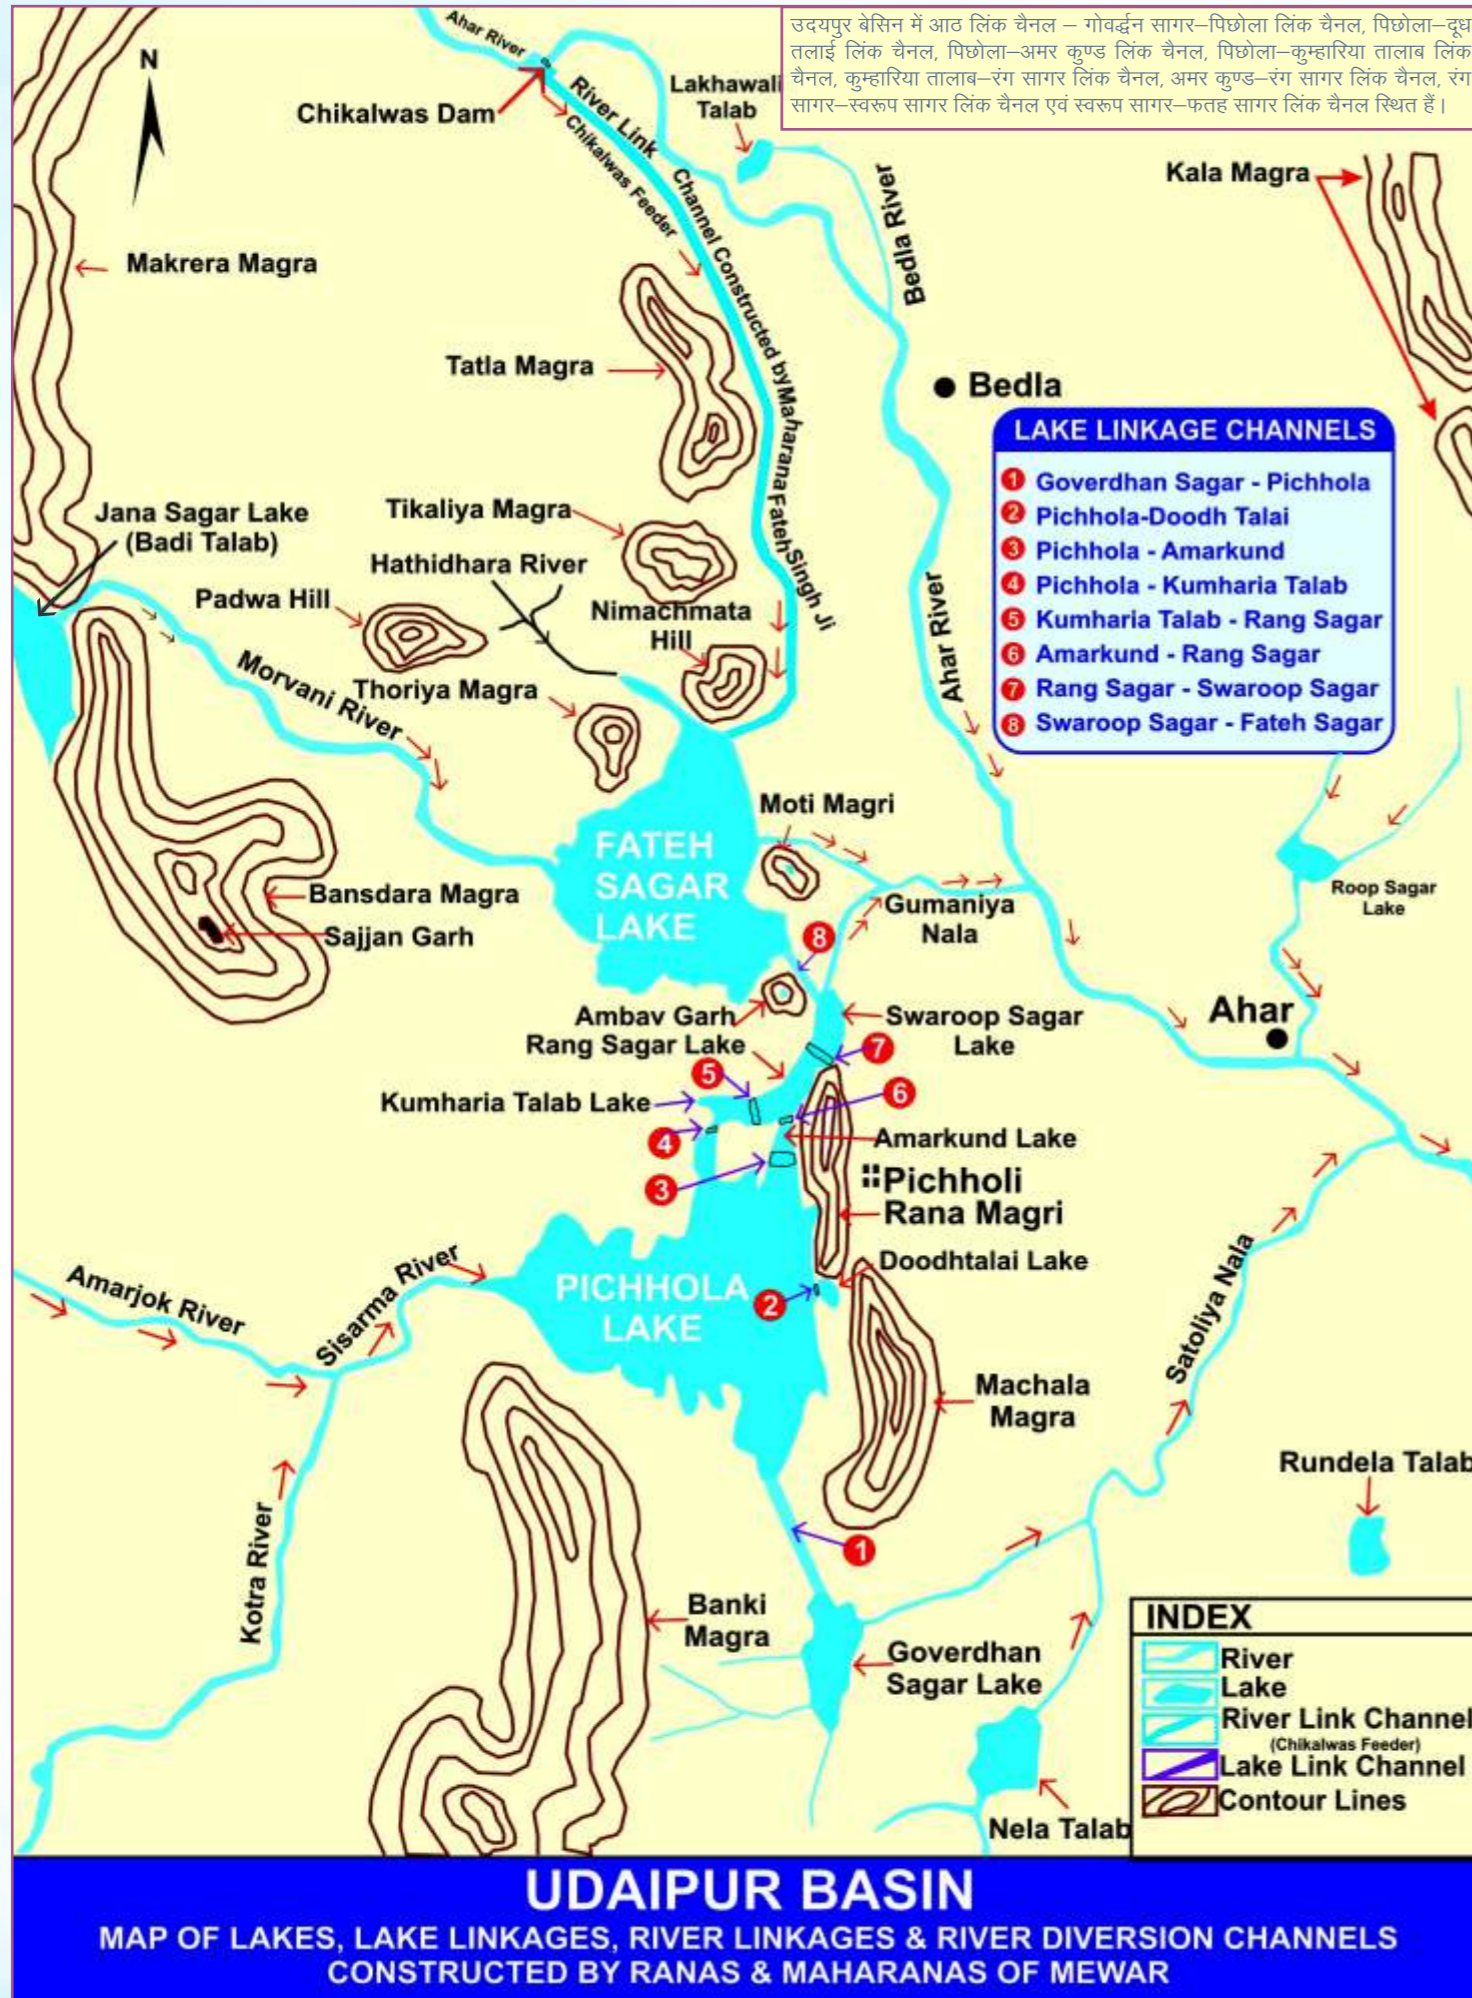 उदयपुर बेसिन में आठ लिंक चैनल – गोवर्द्धन सागर–पिछोला लिंक चैनल, पिछोला–दूध
तलाई लिंक चैनल, पिछोला–अमर कुण्ड लिंक चैनल, पिछोला–कुम्हारिया तालाब लिंक
चैनल, कुम्हारिया तालाब–रंग सागर लिंक चैनल, अमर कुण्ड–रंग सागर लिंक चैनल, रंग
सागर–स्वरूप सागर लिंक चैनल एवं स्वरूप सागर–फतह सागर लिंक चैनल स्थित हैं।
Ahar River
N
Chikalwas Dam
River Link Channel Constructed by Maharana Fateh Singh Ji
Chikalwas Feeder
Lakhawali
Talab
Bedla River
Kala Magra
Makrera Magra
Tatla Magra
Bedla
LAKE LINKAGE CHANNELS
1 Goverdhan Sagar - Pichhola
2 Pichhola-Doodh Talai
3 Pichhola - Amarkund
4 Pichhola - Kumharia Talab
5 Kumharia Talab - Rang Sagar
6 Amarkund - Rang Sagar
7 Rang Sagar - Swaroop Sagar
8 Swaroop Sagar - Fateh Sagar
Jana Sagar Lake
(Badi Talab)
Tikaliya Magra
Hathidhara River
Padwa Hill
Nimachmata
Hill
Ahar River
Morvani River
Thoriya Magra
Moti Magri
FATEH
SAGAR
LAKE
Roop Sagar
Lake
Bansdara Magra
Sajjan Garh
Gumaniya
Nala
8
Ahar
Ambav Garh
Swaroop Sagar
Lake
Rang Sagar Lake
7
5
6
Kumharia Talab Lake
4
Amarkund Lake
3
Pichholi
Rana Magri
Doodhtalai Lake
Amarjok River
Sisarma River
PICHHOLA
LAKE
2
Satoliya Nala
Machala
Magra
Rundela Talab
Kotra River
1
Banki
Magra
Goverdhan
Sagar Lake
Nela Talab
INDEX
River
Lake
River Link Channel
(Chikalwas Feeder)
Lake Link Channel
Contour Lines
UDAIPUR BASIN
MAP OF LAKES, LAKE LINKAGES, RIVER LINKAGES & RIVER DIVERSION CHANNELS
CONSTRUCTED BY RANAS & MAHARANAS OF MEWAR